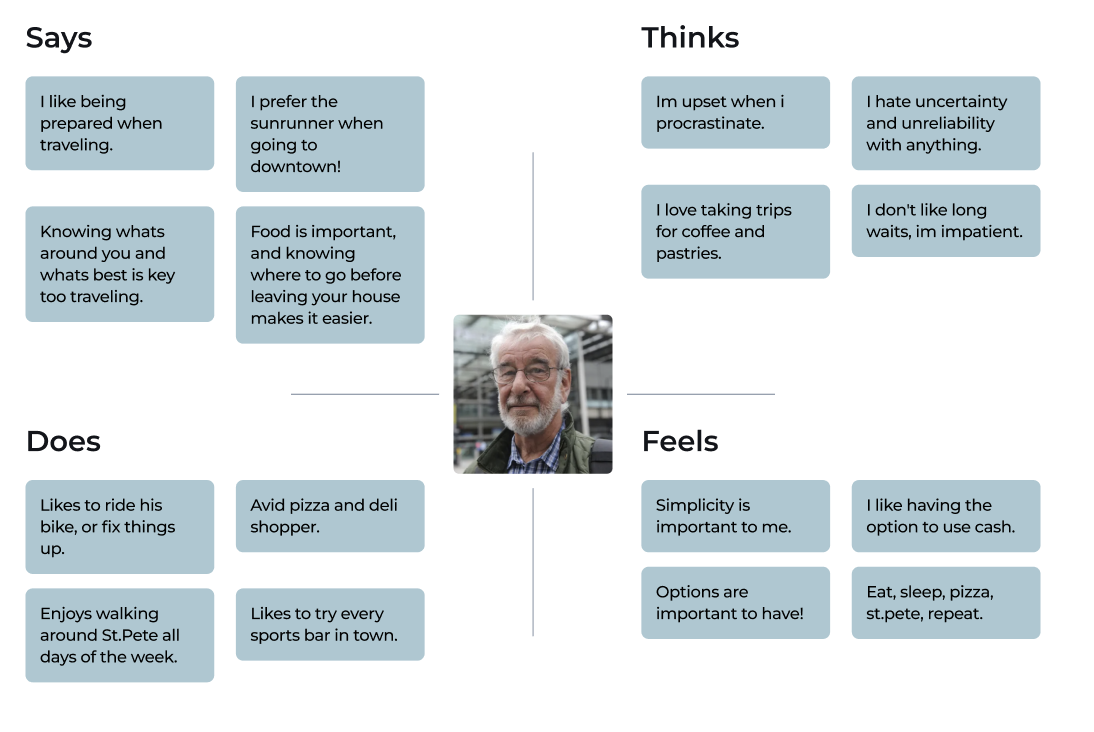 Says
I like being
prepared when
traveling.
I prefer the
sunrunner when
going to
downtown!
Knowing whats
around you and
whats best is key
too traveling.
Food is important,
and knowing
where to go before
leaving your house
makes it easier.
Thinks
Im upset when i
procrastinate.
I hate uncertainty
and unreliability
with anything.
I love taking trips
for coffee and
pastries.
I don't like long
waits, im impatient.
Does
Likes to ride his
bike, or fix things
up.
Avid pizza and deli
shopper.
Enjoys walking
around St.Pete all
days of the week.
Likes to try every
sports bar in town.
Feels
Simplicity is
important to me.
I like having the
option to use cash.
Options are
important to have!
Eat, sleep, pizza,
st.pete, repeat.